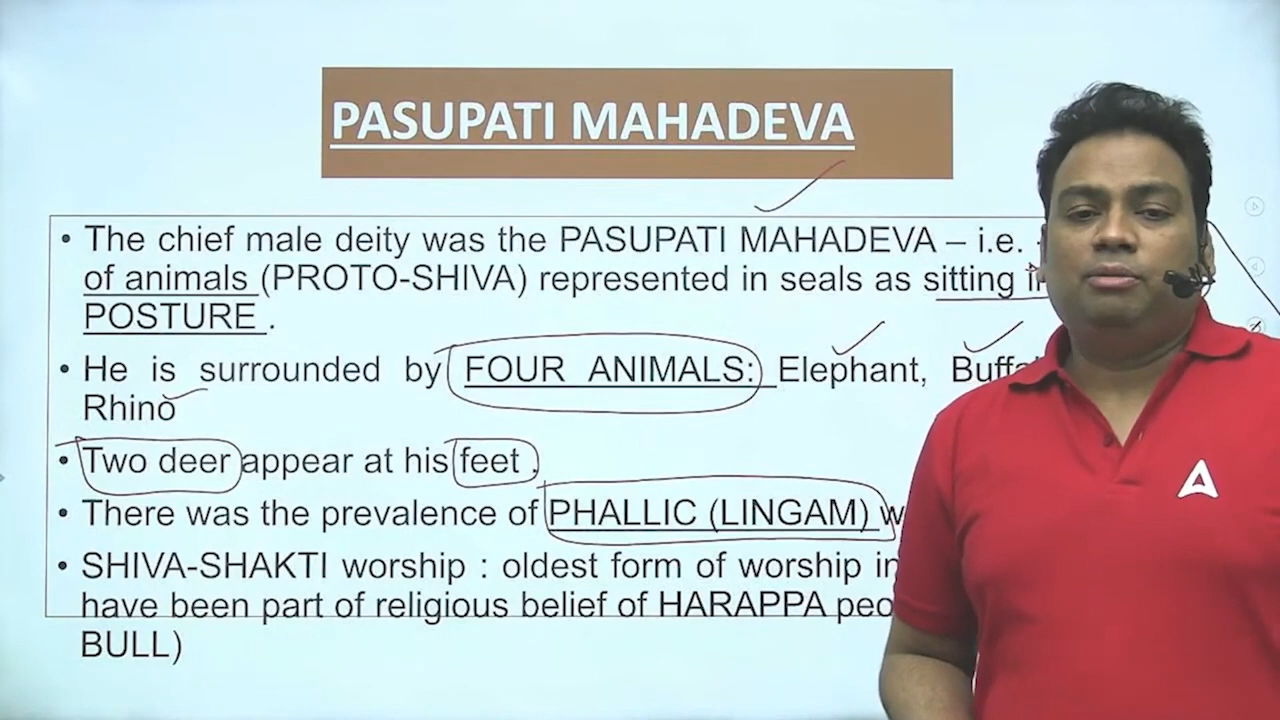 PASUPATI MAHADEVA
• The chief male deity was the PASUPATI MAHADEVA – i.e.
of animals (PROTO-SHIVA) represented in seals as sitting
POSTURE .
• He is surrounded by FOUR ANIMALS: Elephant,
Rhino
• Two deer appear at his feet .
• There was the prevalence of PHALLIC (LINGAM)
• SHIVA-SHAKTI worship : oldest form of worship
have been part of religious belief of HARAPPA
BULL)